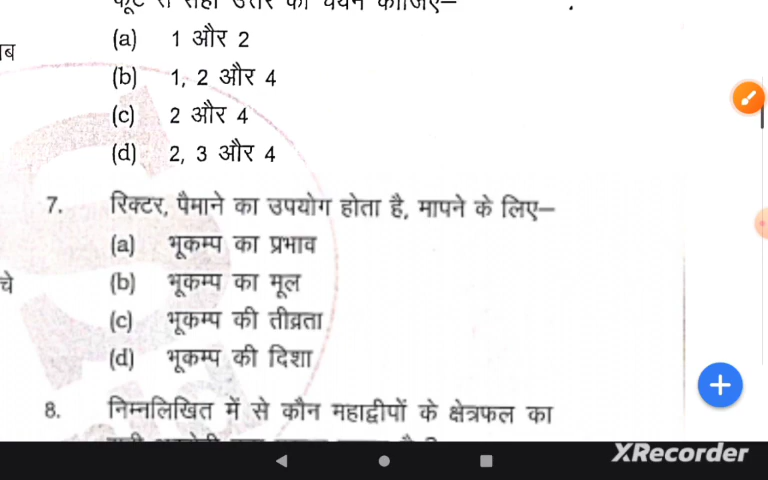 (a) 1 और 2
(b) 1, 2 और 4
(c) 2 और 4
(d) 2, 3 और 4
7. रिक्टर, पैमाने का उपयोग होता है, मापने के लिए–
(a) भूकम्प का प्रभाव
(b) भूकम्प का मूल
चे
(c) भूकम्प की तीव्रता
(d) भूकम्प की दिशा
8. निम्नलिखित में से कौन महाद्वीपों के क्षेत्रफल का
XRecorder